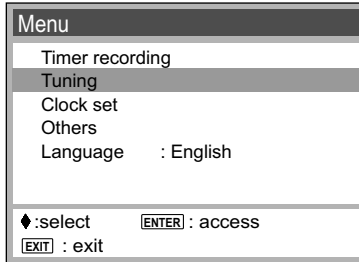 Menu
Timer recording
Tuning
Clock set
Others
Language : English
:select ENTER : access
EXIT : exit